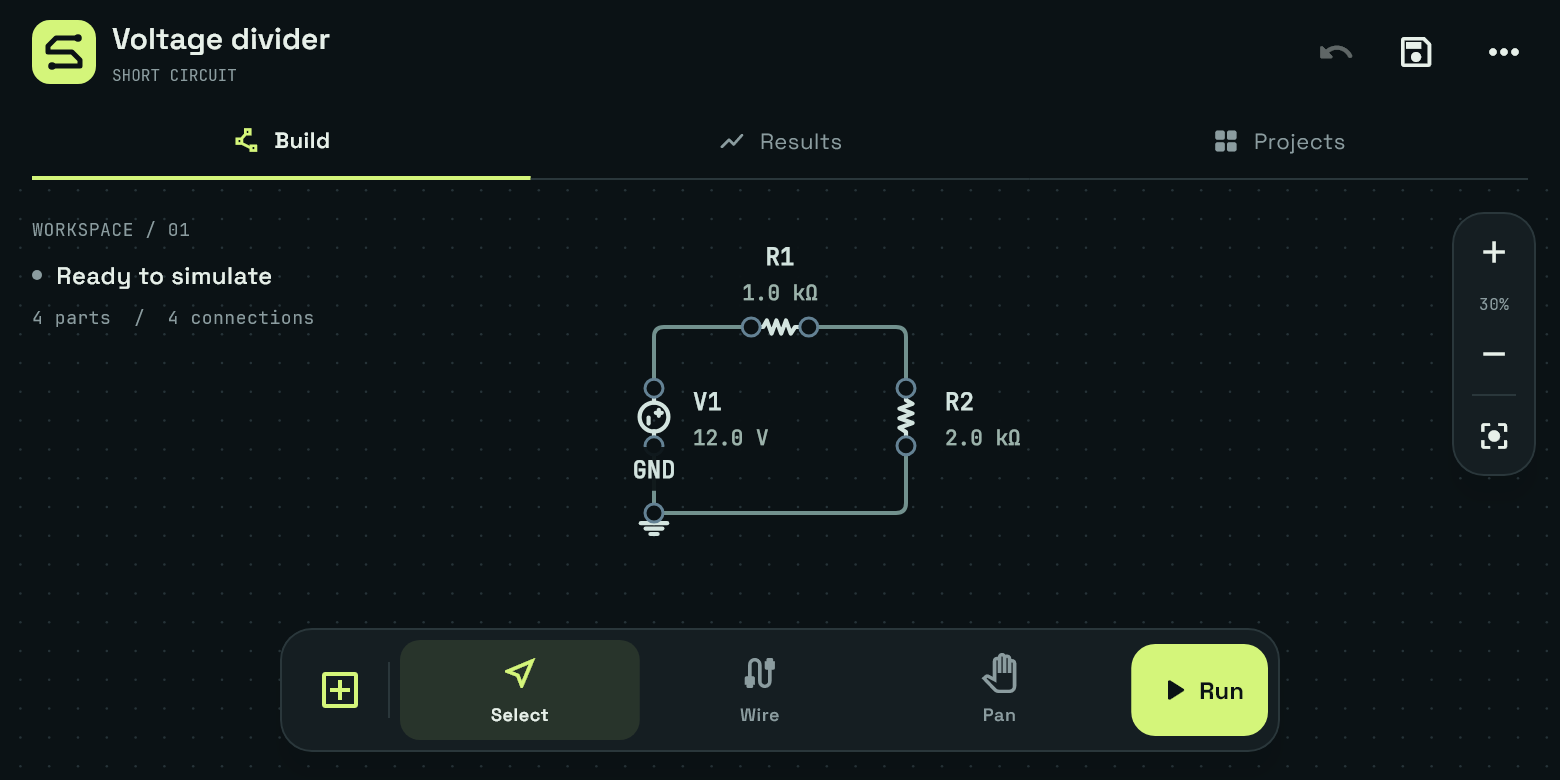 Voltage divider
SHORT CIRCUIT
Build
Results
Projects
WORKSPACE / 01
Ready to simulate
4 parts / 4 connections
R1
1.0 kΩ
V1
12.0 V
R2
2.0 kΩ
GND
30%
Select
Wire
Pan
Run